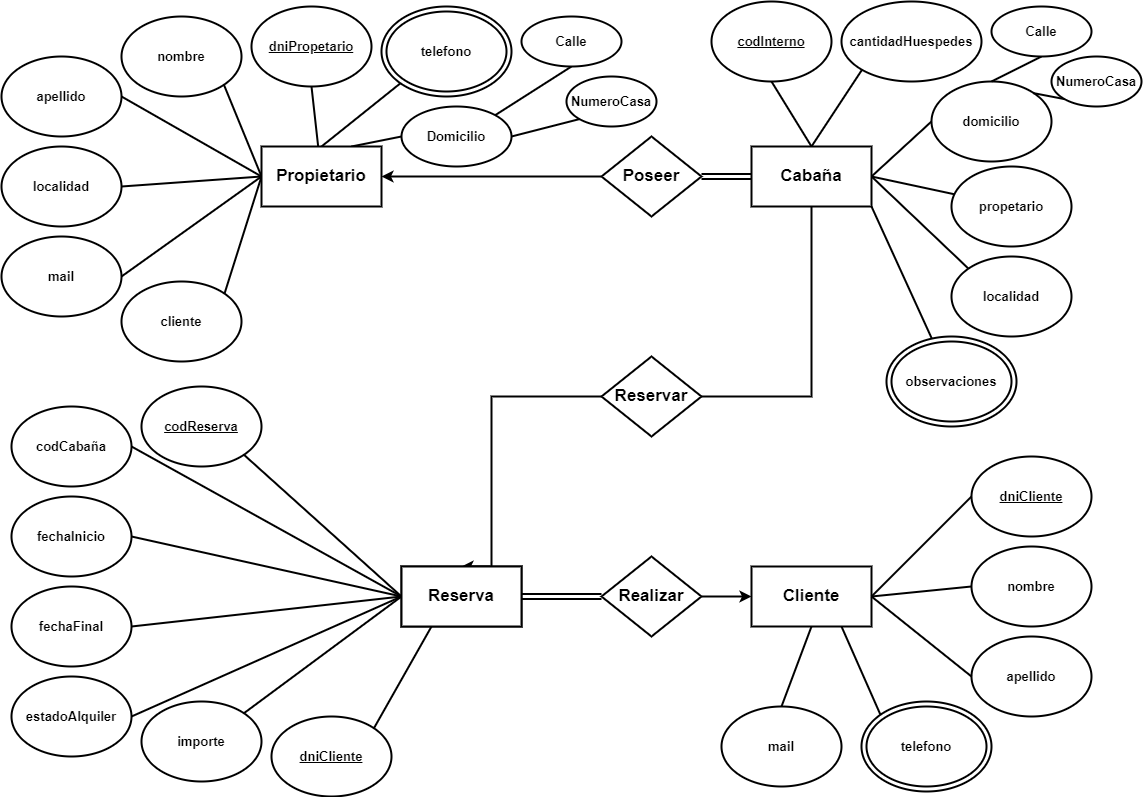 nombre
dniPropetario
telefono
Calle
NumeroCasa
apellido
Domicilio
localidad
Propietario
mail
cliente
Poseer
codInterno
cantidadHuespedes
Calle
NumeroCasa
domicilio
Cabaña
propetario
localidad
observaciones
Reservar
codReserva
codCabaña
fechaInicio
fechaFinal
estadoAlquiler
importe
dniCliente
Reserva
Realizar
Cliente
dniCliente
nombre
apellido
mail
telefono